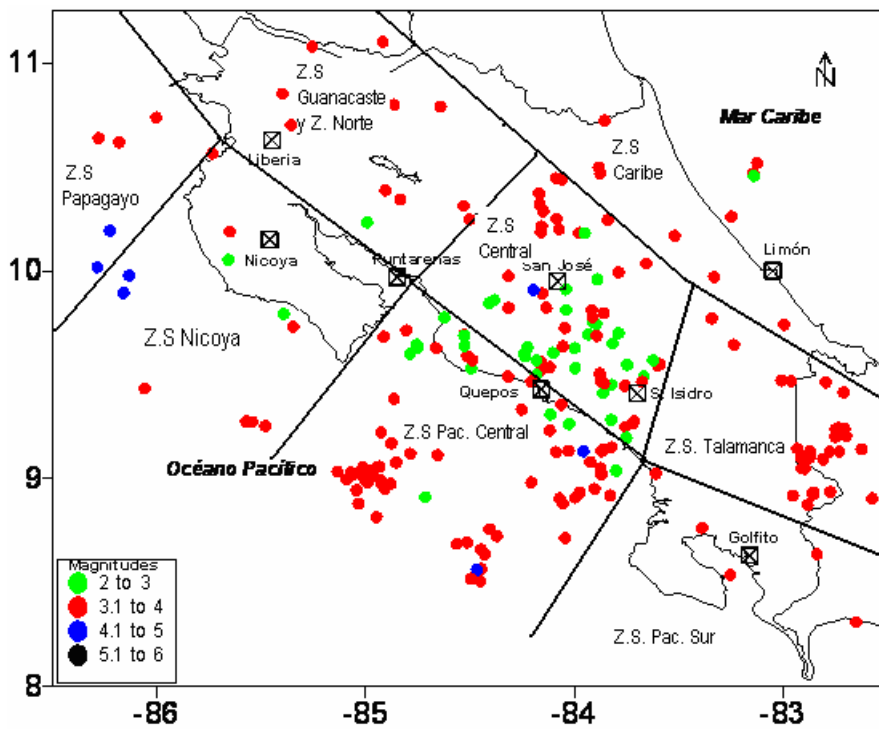 11
10
9
8
-86
-85
-84
-83
N
Mar Caribe
Z.S
Guanacaste
y Z. Norte
Liberia
Z.S
Papagayo
Z.S
Caribe
Z.S
Central
San José
Nicoya
Puntarenas
Limón
Z.S Nicoya
Quepos
S. Isidro
Z.S Pac. Central
Z.S. Talamanca
Océano Pacífico
Golfito
Z.S. Pac. Sur
Magnitudes
2 to 3
3.1 to 4
4.1 to 5
5.1 to 6